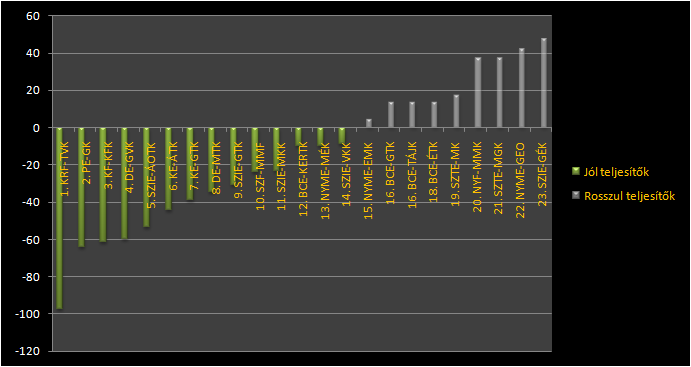 60
40
20
0
-20
-40
-60
-80
-100
-120
1. KRF-TVK
2. PE-GK
3. KF-KFK
4. DE-GVK
5. SZIE-ÁOTK
6. KE-ÁTK
7. KE-GTK
8. DE-MTK
9. SZIE-GTK
10. SZF-MMF
11. SZIE-MKK
12. BCE-KERTK
13. NYME-MÉK
14. SZIE-VKK
15. NYME-EMK
16. BCE-GTK
16. BCE-TÁJK
18. BCE-ÉTK
19. SZTE-MK
20. NYF-MMK
21. SZTE-MGK
22. NYME-GEO
23. SZIE-GÉK
Jól teljesítők
Rosszul teljesítők